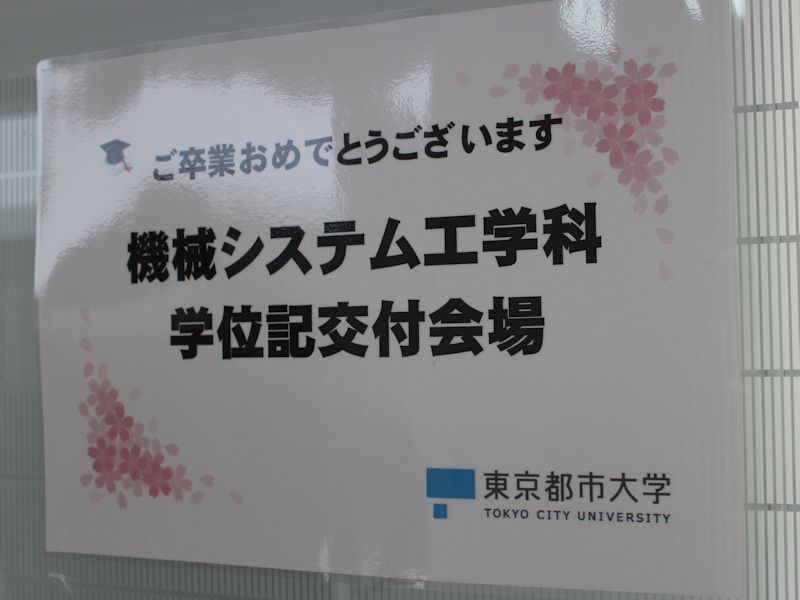 ご卒業おめでとうございます
機械システム工学科
学位記交付会場
東京都市大学
TOKYO CITY UNIVERSITY